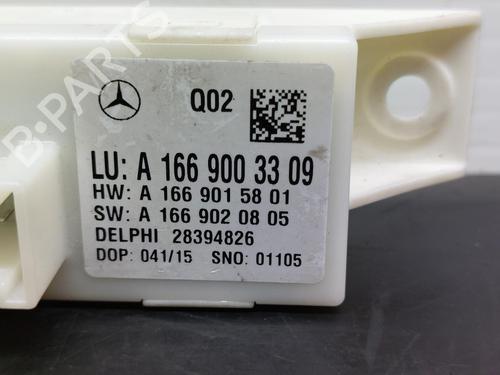 Q02
LU: A 166 900 33 09
HW: A 166 901 58 01
SW: A 166 902 08 05
DELPHI 28394826
DOP: 041/15 SNO: 01105
B-PARTS